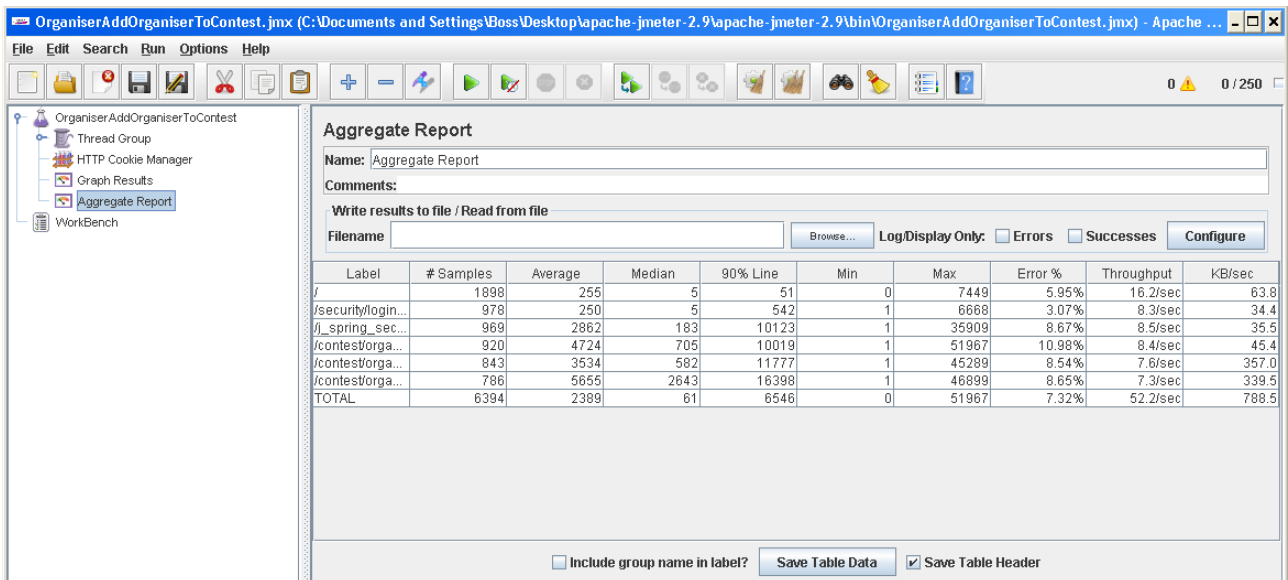 OrganiserAddOrganiserToContest.jmx (C:\Documents and Settings\Boss\Desktop\apache-jmeter-2.9\apache-jmeter-2.9\bin\OrganiserAddOrganiserToContest.jmx) - Apache ...
File Edit Search Run Options Help
0 0 / 250
OrganiserAddOrganiserToContest
Thread Group
HTTP Cookie Manager
Graph Results
Aggregate Report
WorkBench
Aggregate Report
Name: Aggregate Report
Comments:
Write results to file / Read from file
Filename Browse... Log/Display Only: Errors Successes Configure
Label # Samples Average Median 90% Line Min Max Error % Throughput KB/sec
/ 1898 255 5 51 0 7449 5.95% 16.2/sec 63.8
/security/login... 978 250 5 542 1 6668 3.07% 8.3/sec 34.4
/j_spring_sec... 969 2862 183 10123 1 35909 8.67% 8.5/sec 35.5
/contest/orga... 920 4724 705 10019 1 51967 10.98% 8.4/sec 45.4
/contest/orga... 843 3534 582 11777 1 45289 8.54% 7.6/sec 357.0
/contest/orga... 786 5655 2643 16398 1 46899 8.65% 7.3/sec 339.5
TOTAL 6394 2389 61 6546 0 51967 7.32% 52.2/sec 788.5
Include group name in label? Save Table Data Save Table Header